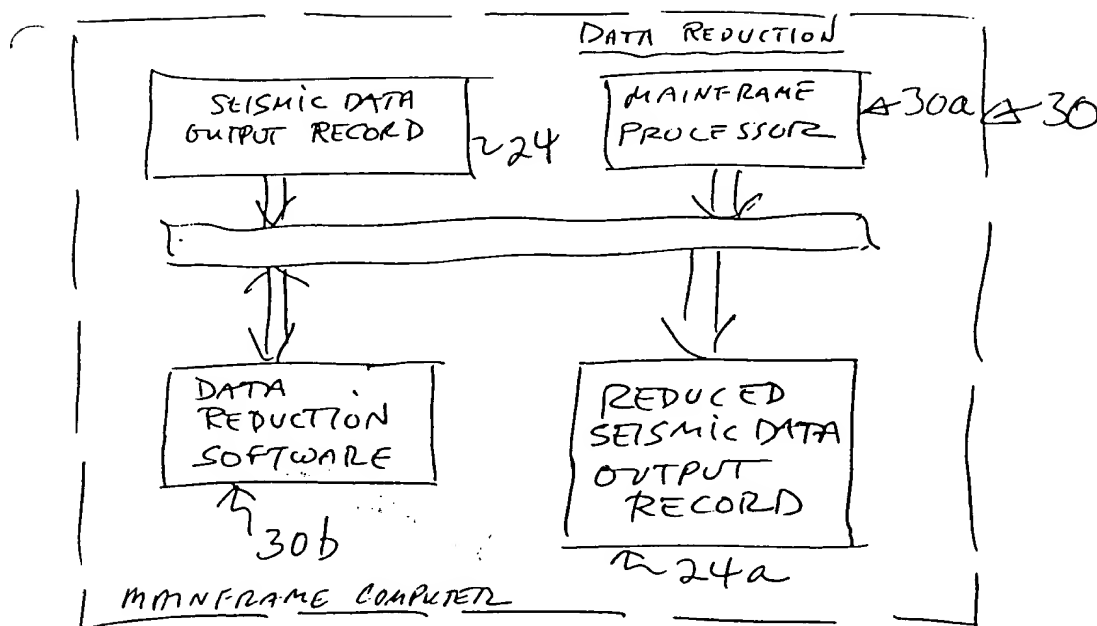 DATA REDUCTION
SEISMIC DATA
OUTPUT RECORD
24
MAINFRAME
PROCESSOR
30a
30
DATA
REDUCTION
SOFTWARE
30b
REDUCED
SEISMIC DATA
OUTPUT
RECORD
24a
MAINFRAME COMPUTER